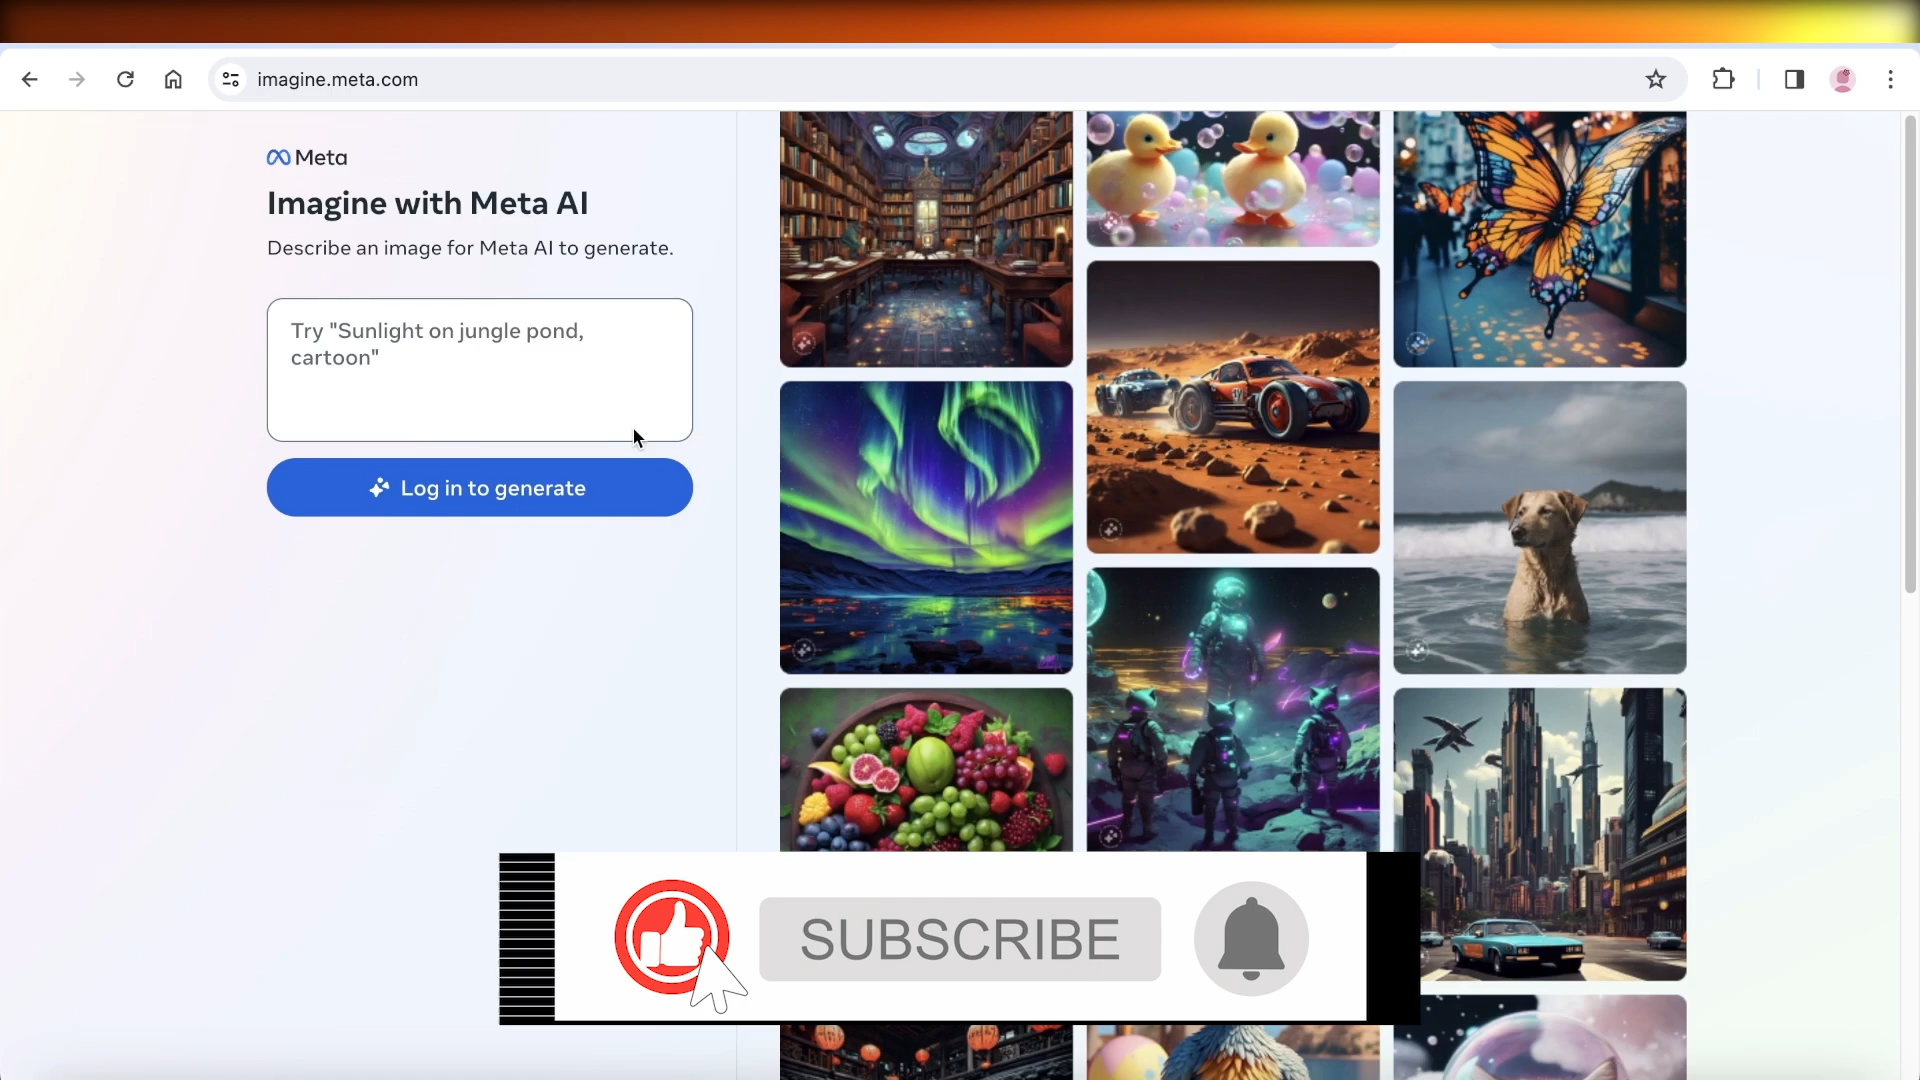 imagine.meta.com
Meta
Imagine with Meta AI
Describe an image for Meta AI to generate.
Try "Sunlight on jungle pond,
cartoon"
Log in to generate
SUBSCRIBE